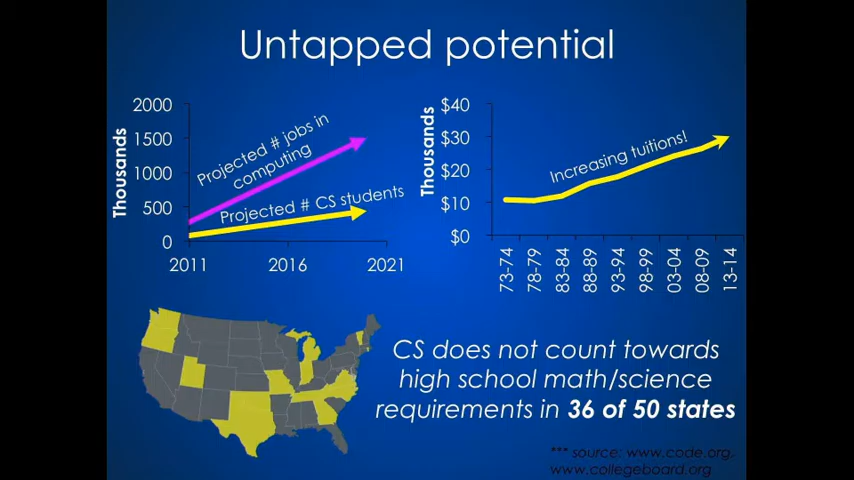 Untapped potential
Thousands
2000
1500
1000
500
0
2011
2016
2021
Projected # jobs in
computing
Projected # CS students
Thousands
$40
$30
$20
$10
$0
73-74
78-79
83-84
88-89
93-94
98-99
03-04
08-09
13-14
Increasing tuitions!
CS does not count towards
high school math/science
requirements in 36 of 50 states
*** source: www.code.org,
www.collegeboard.org